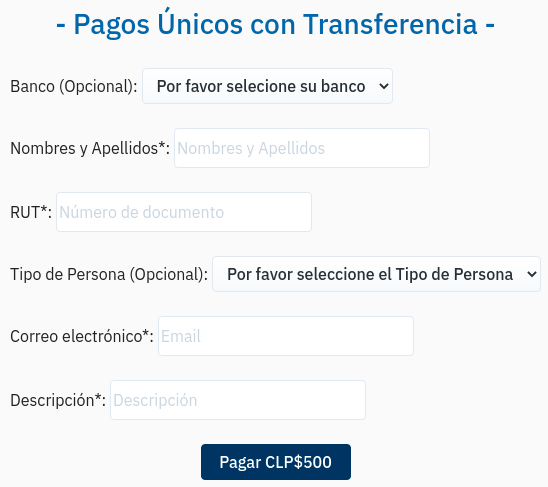 - Pagos Únicos con Transferencia -
Banco (Opcional): Por favor selecione su banco
Nombres y Apellidos*: Nombres y Apellidos
RUT*: Número de documento
Tipo de Persona (Opcional): Por favor seleccione el Tipo de Persona
Correo electrónico*: Email
Descripción*: Descripción
Pagar CLP$500